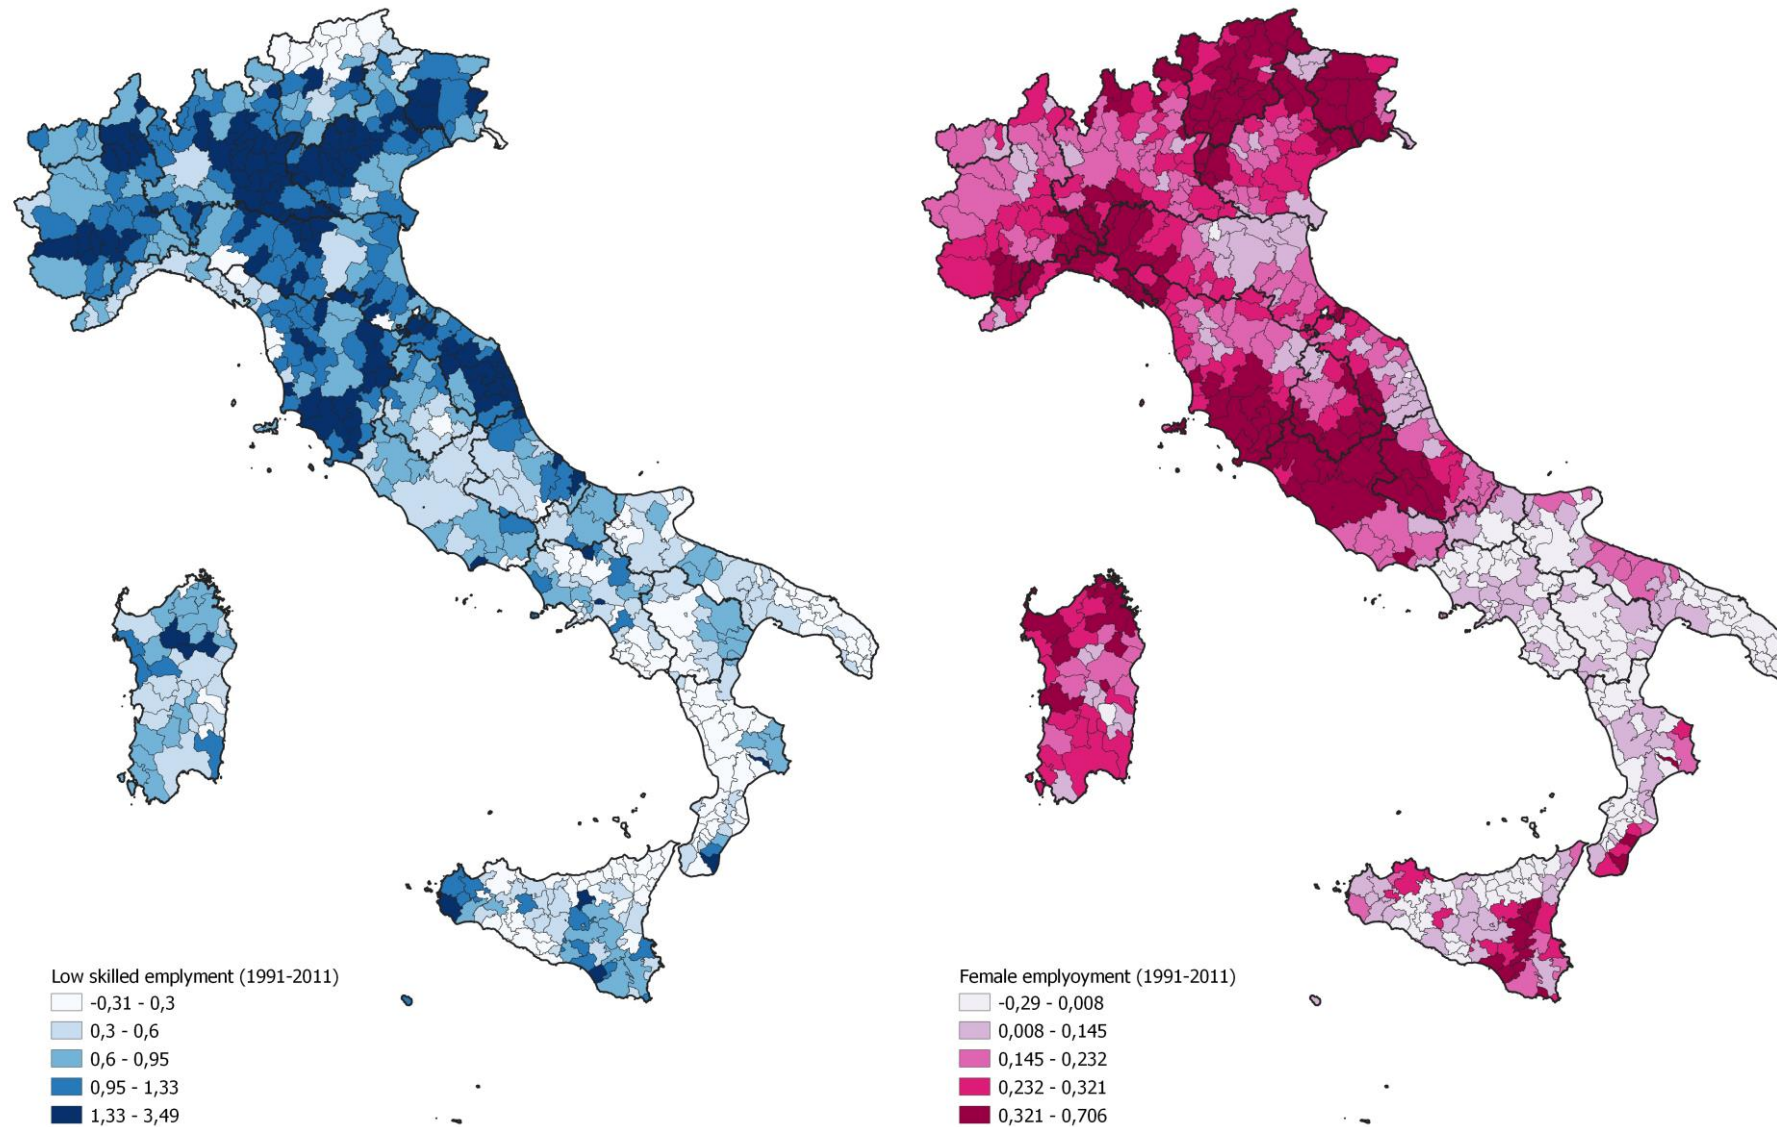 Low skilled emplyment (1991-2011)
-0,31 - 0,3
0,3 - 0,6
0,6 - 0,95
0,95 - 1,33
1,33 - 3,49
Female emplyoyment (1991-2011)
-0,29 - 0,008
0,008 - 0,145
0,145 - 0,232
0,232 - 0,321
0,321 - 0,706